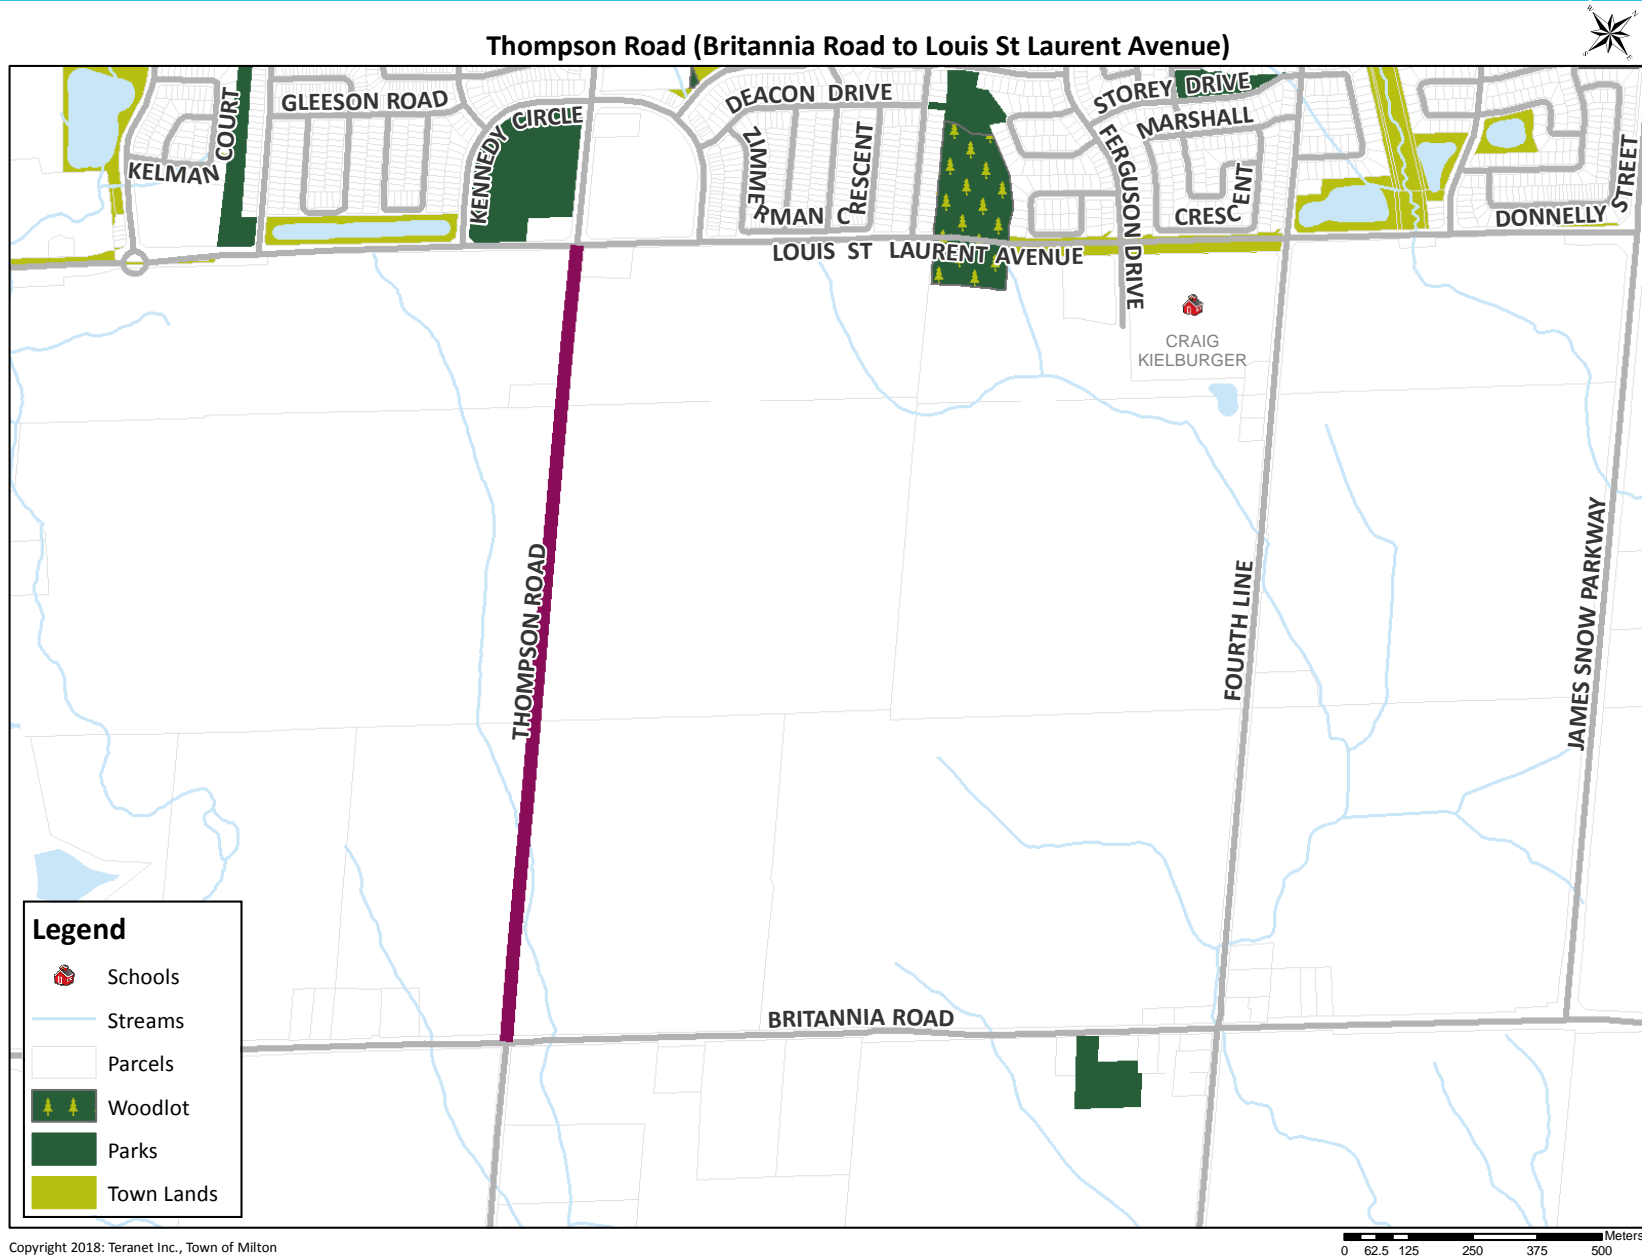 Thompson Road (Britannia Road to Louis St Laurent Avenue)
W
N
S
E
GLEESON ROAD
KELMAN COURT
KENNEDY CIRCLE
DEACON DRIVE
ZIMMERMAN CRESCENT
STOREY DRIVE
MARSHALL CRESCENT
FERGUSON DRIVE
DONNELLY STREET
LOUIS ST LAURENT AVENUE
CRAIG
KIELBURGER
THOMPSON ROAD
FOURTH LINE
JAMES SNOW PARKWAY
BRITANNIA ROAD
Legend
Schools
Streams
Parcels
Woodlot
Parks
Town Lands
Copyright 2018: Teranet Inc., Town of Milton
Meters
0 62.5 125 250 375 500